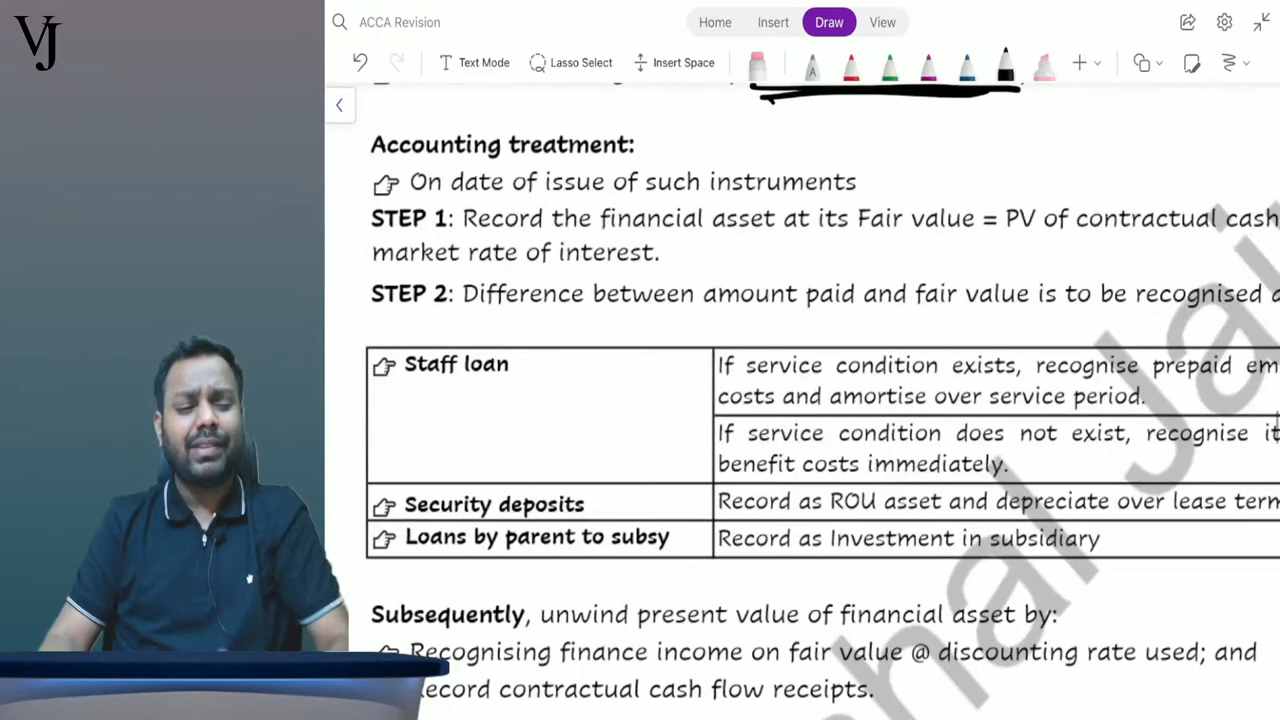 VJ
ACCA Revision
Home Insert Draw View
Text Mode Lasso Select Insert Space
Accounting treatment:
On date of issue of such instruments
STEP 1: Record the financial asset at its Fair value = PV of contractual cash
market rate of interest.
STEP 2: Difference between amount paid and fair value is to be recognised
Staff loan
If service condition exists, recognise prepaid em
costs and amortise over service period.
If service condition does not exist, recognise it
benefit costs immediately.
Security deposits
Record as ROU asset and depreciate over lease term
Loans by parent to subsy
Record as Investment in subsidiary
Subsequently, unwind present value of financial asset by:
Recognising finance income on fair value @ discounting rate used; and
ecord contractual cash flow receipts.